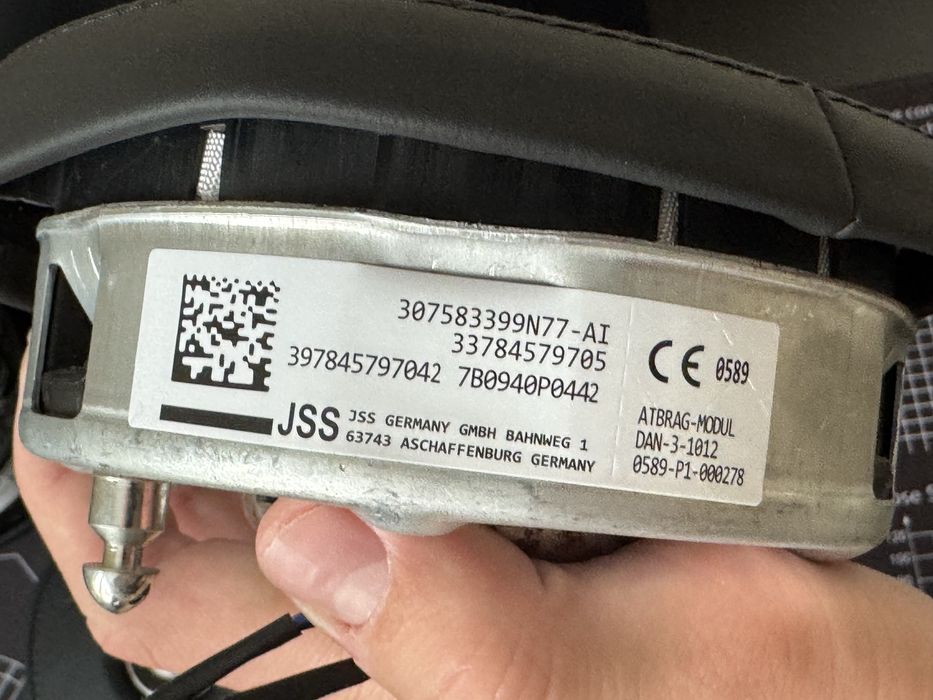 307583399N77-AI
33784579705
397845797042 7B0940P0442
JSS JSS GERMANY GMBH BAHNWEG 1
63743 ASCHAFFENBURG GERMANY
CE 0589
ATBRAG-MODUL
DAN-3-1012
0589-P1-000278